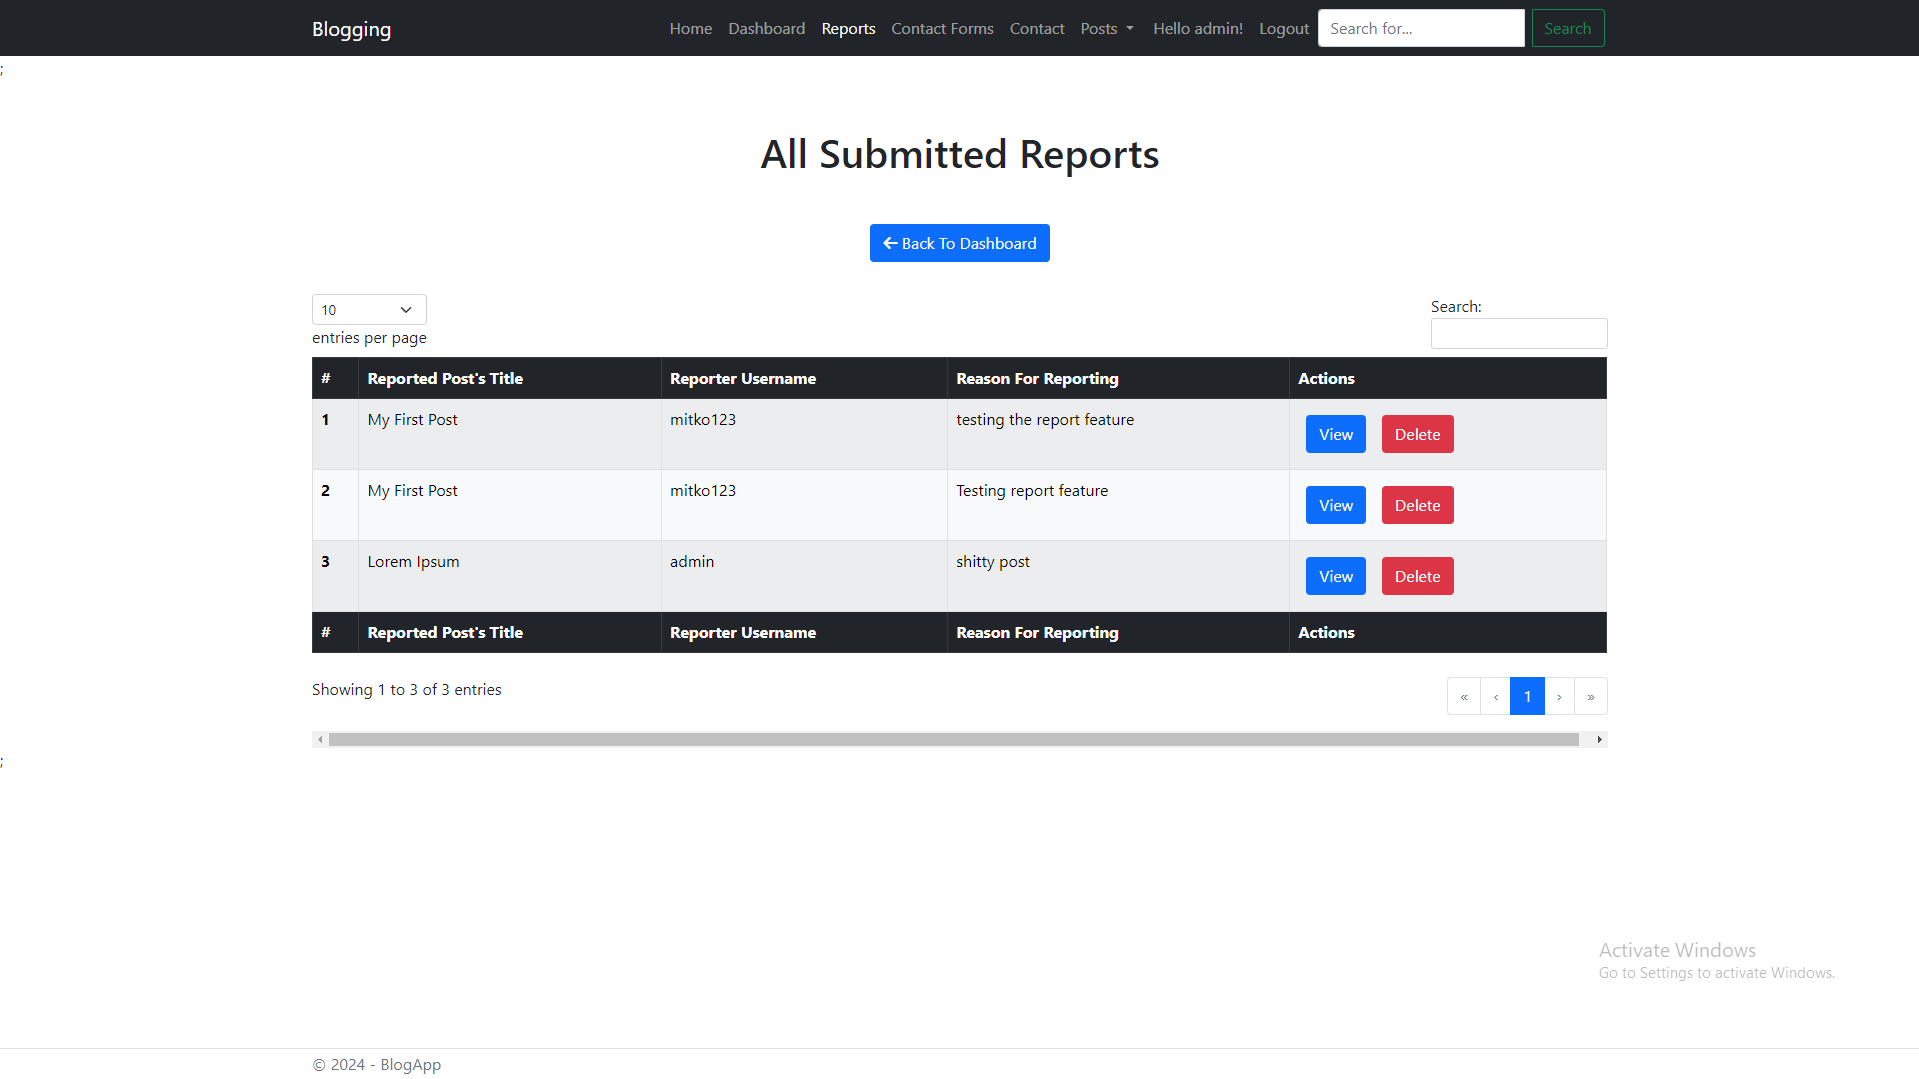 Blogging Home Dashboard Reports Contact Forms Contact Posts Hello admin! Logout Search for... Search
;
All Submitted Reports
Back To Dashboard
10
entries per page
Search:
# Reported Post's Title Reporter Username Reason For Reporting Actions
1 My First Post mitko123 testing the report feature View Delete
2 My First Post mitko123 Testing report feature View Delete
3 Lorem Ipsum admin shitty post View Delete
# Reported Post's Title Reporter Username Reason For Reporting Actions
Showing 1 to 3 of 3 entries « ‹ 1 › »
;
Activate Windows
Go to Settings to activate Windows.
© 2024 - BlogApp